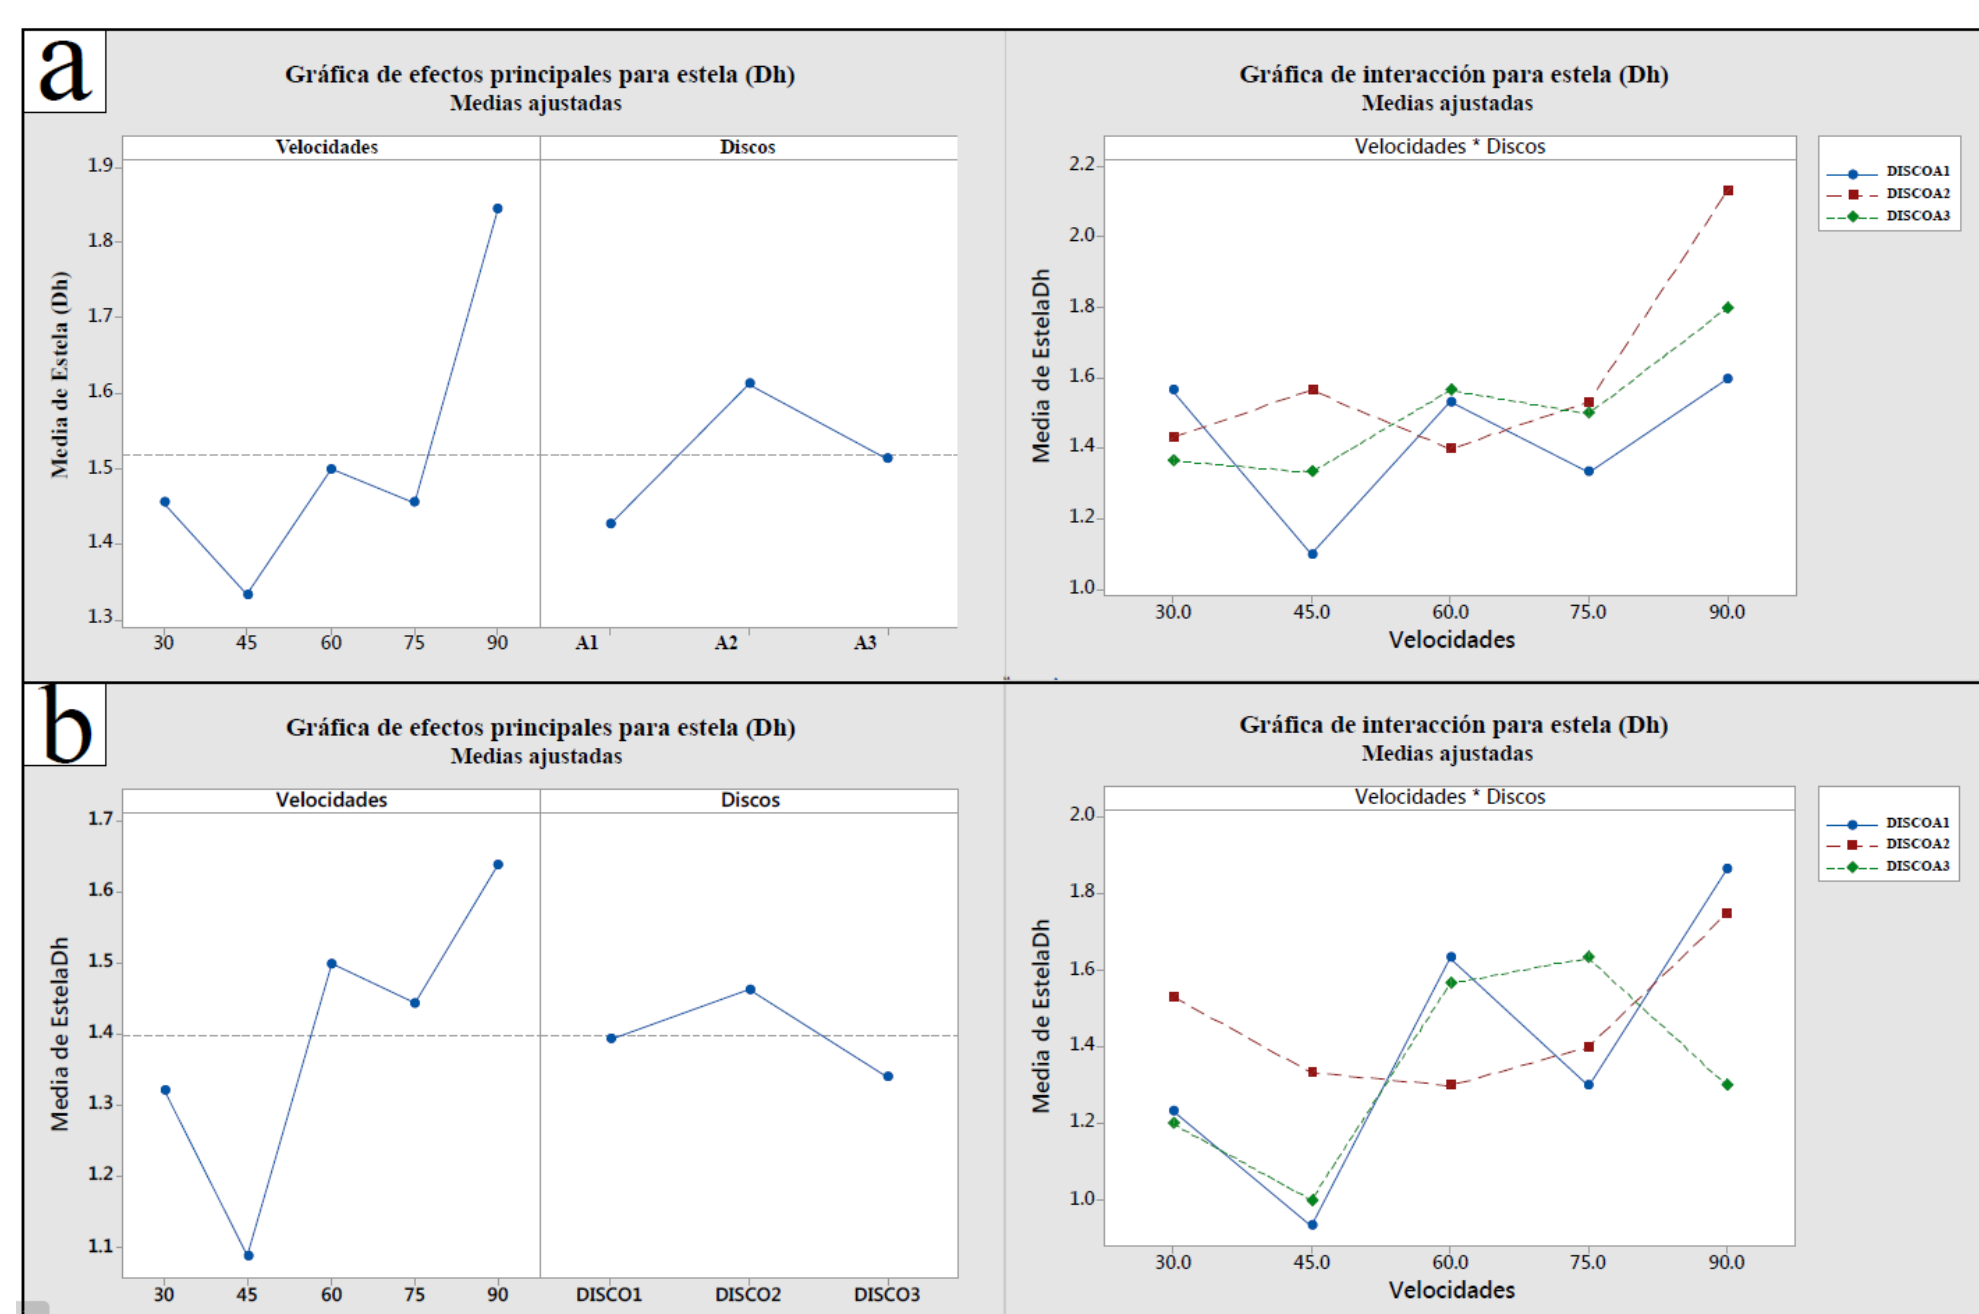 a
Gráfica de efectos principales para estela (Dh)
Medias ajustadas
Velocidades
Discos
Media de Estela (Dh)
1.9
1.8
1.7
1.6
1.5
1.4
1.3
30 45 60 75 90 A1 A2 A3
Gráfica de interacción para estela (Dh)
Medias ajustadas
Velocidades * Discos
Media de EstelaDh
2.2
2.0
1.8
1.6
1.4
1.2
1.0
30.0 45.0 60.0 75.0 90.0
Velocidades
DISCOA1
DISCOA2
DISCOA3
b
Gráfica de efectos principales para estela (Dh)
Medias ajustadas
Velocidades
Discos
Media de EstelaDh
1.7
1.6
1.5
1.4
1.3
1.2
1.1
30 45 60 75 90 DISCO1 DISCO2 DISCO3
Gráfica de interacción para estela (Dh)
Medias ajustadas
Velocidades * Discos
Media de EstelaDh
2.0
1.8
1.6
1.4
1.2
1.0
30.0 45.0 60.0 75.0 90.0
Velocidades
DISCOA1
DISCOA2
DISCOA3